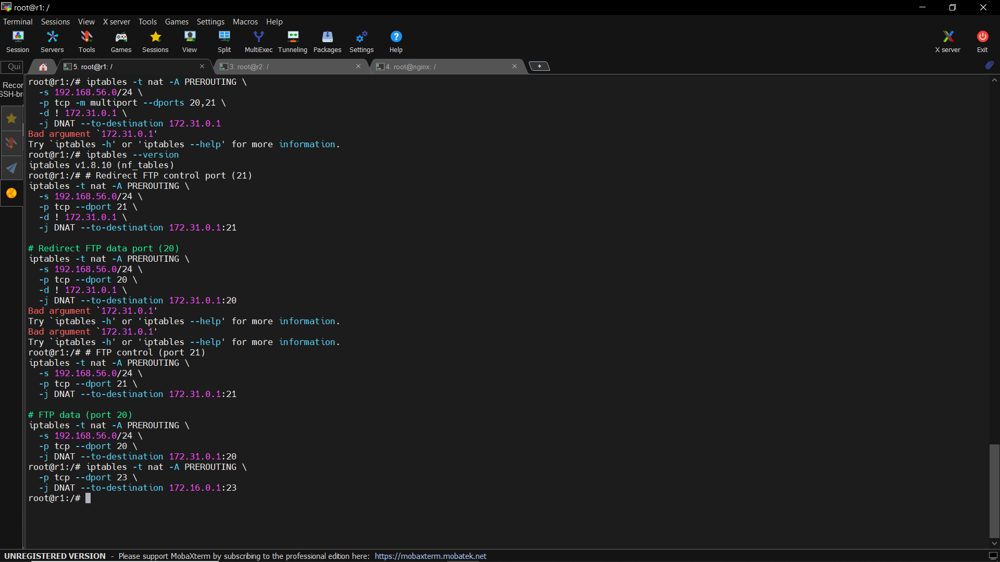 root@r1: /
Terminal Sessions View X server Tools Games Settings Macros Help
Session Servers Tools Games Sessions View Split MultiExec Tunneling Packages Settings Help X server Exit
Qui
5. root@r1: /
3. root@r2: /
4. root@nginx: /
Recor
SSH-br
root@r1:/# iptables -t nat -A PREROUTING \
  -s 192.168.56.0/24 \
  -p tcp -m multiport --dports 20,21 \
  -d ! 172.31.0.1 \
  -j DNAT --to-destination 172.31.0.1
Bad argument `172.31.0.1'
Try `iptables -h' or 'iptables --help' for more information.
root@r1:/# iptables --version
iptables v1.8.10 (nf_tables)
root@r1:/# # Redirect FTP control port (21)
iptables -t nat -A PREROUTING \
  -s 192.168.56.0/24 \
  -p tcp --dport 21 \
  -d ! 172.31.0.1 \
  -j DNAT --to-destination 172.31.0.1:21

# Redirect FTP data port (20)
iptables -t nat -A PREROUTING \
  -s 192.168.56.0/24 \
  -p tcp --dport 20 \
  -d ! 172.31.0.1 \
  -j DNAT --to-destination 172.31.0.1:20
Bad argument `172.31.0.1'
Try `iptables -h' or 'iptables --help' for more information.
Bad argument `172.31.0.1'
Try `iptables -h' or 'iptables --help' for more information.
root@r1:/# # FTP control (port 21)
iptables -t nat -A PREROUTING \
  -s 192.168.56.0/24 \
  -p tcp --dport 21 \
  -j DNAT --to-destination 172.31.0.1:21

# FTP data (port 20)
iptables -t nat -A PREROUTING \
  -s 192.168.56.0/24 \
  -p tcp --dport 20 \
  -j DNAT --to-destination 172.31.0.1:20
root@r1:/# iptables -t nat -A PREROUTING \
  -p tcp --dport 23 \
  -j DNAT --to-destination 172.16.0.1:23
root@r1:/#
UNREGISTERED VERSION - Please support MobaXterm by subscribing to the professional edition here: https://mobaxterm.mobatek.net